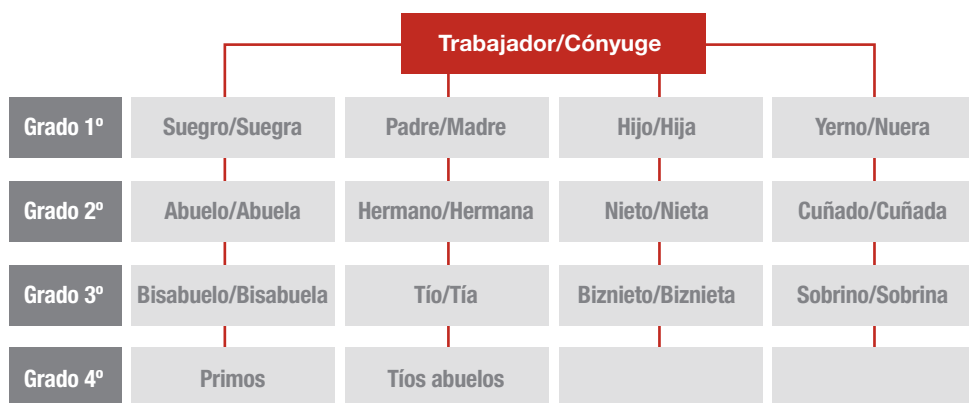 Trabajador/Cónyuge
Grado 1º Suegro/Suegra Padre/Madre Hijo/Hija Yerno/Nuera
Grado 2º Abuelo/Abuela Hermano/Hermana Nieto/Nieta Cuñado/Cuñada
Grado 3º Bisabuelo/Bisabuela Tío/Tía Biznieto/Biznieta Sobrino/Sobrina
Grado 4º Primos Tíos abuelos